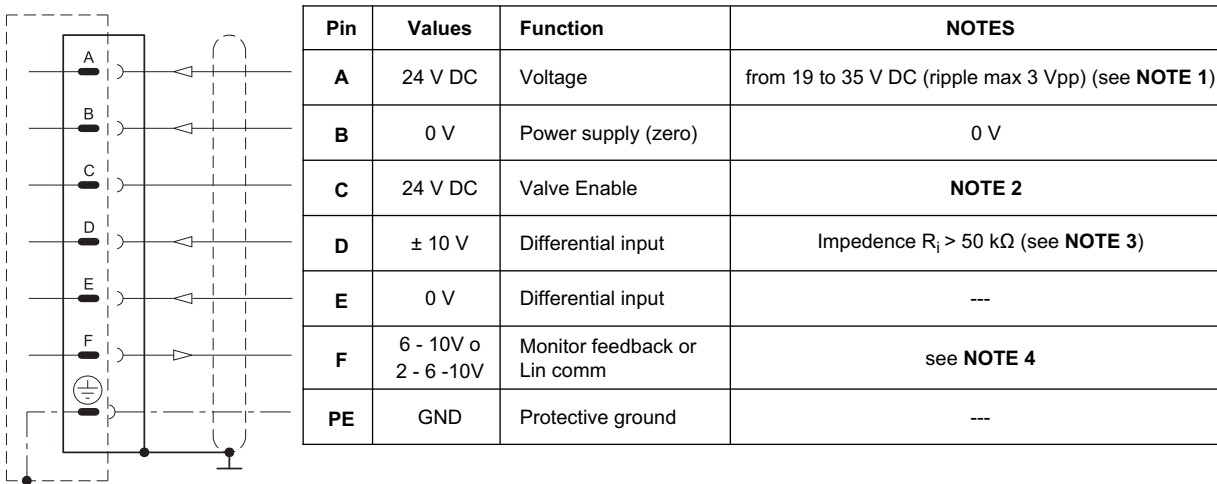 A
B
C
D
E
F
Pin Values Function NOTES
A 24 V DC Voltage from 19 to 35 V DC (ripple max 3 Vpp) (see NOTE 1)
B 0 V Power supply (zero) 0 V
C 24 V DC Valve Enable NOTE 2
D ± 10 V Differential input Impedence Ri > 50 kΩ (see NOTE 3)
E 0 V Differential input ---
F 6 - 10V o Monitor feedback or see NOTE 4
2 - 6 -10V Lin comm
PE GND Protective ground ---